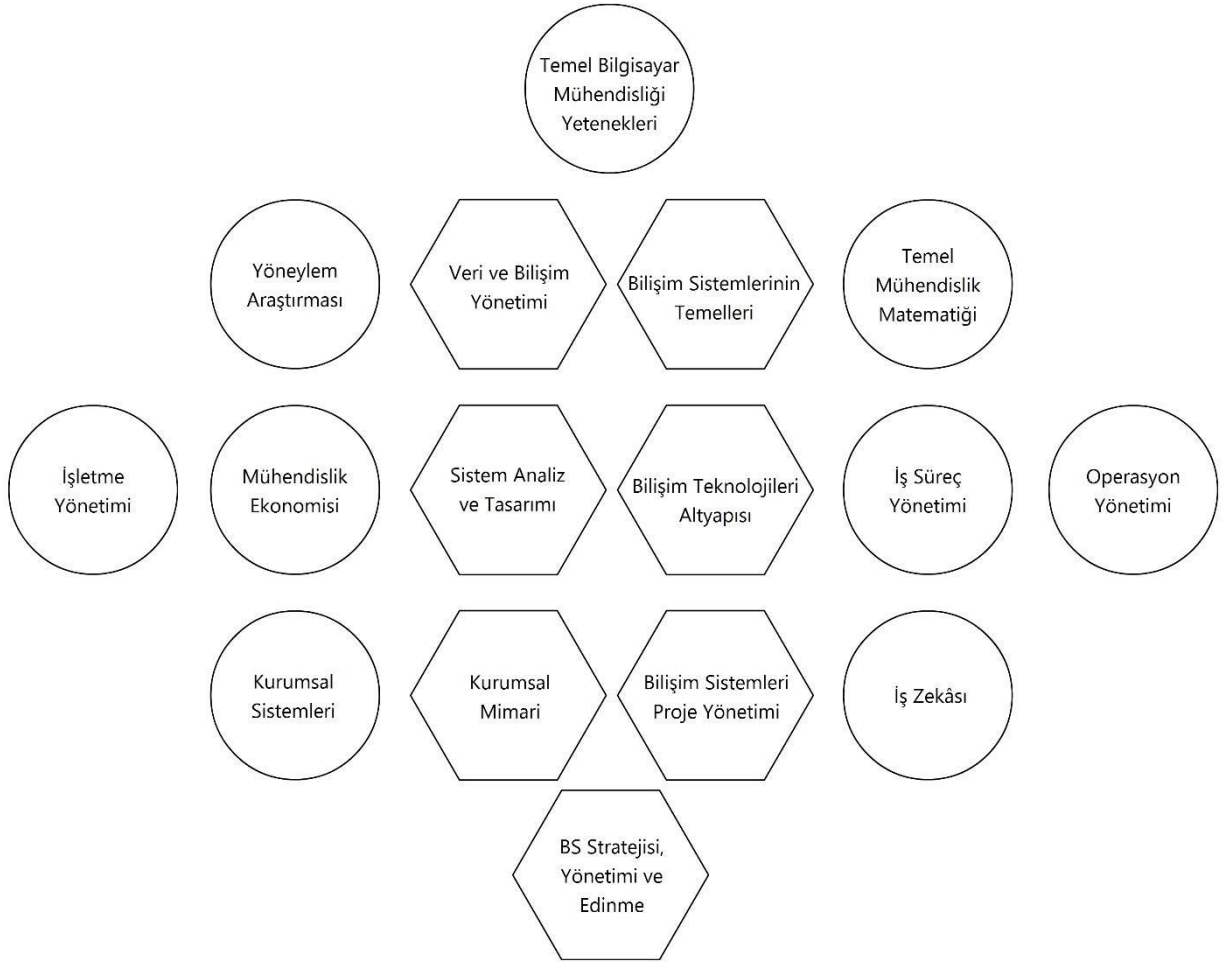 Temel Bilgisayar
Mühendisliği
Yetenekleri
Yöneylem
Araştırması
Veri ve Bilişim
Yönetimi
Bilişim Sistemlerinin
Temelleri
Temel
Mühendislik
Matematiği
İşletme
Yönetimi
Mühendislik
Ekonomisi
Sistem Analiz
ve Tasarımı
Bilişim Teknolojileri
Altyapısı
İş Süreç
Yönetimi
Operasyon
Yönetimi
Kurumsal
Sistemleri
Kurumsal
Mimari
Bilişim Sistemleri
Proje Yönetimi
İş Zekâsı
BS Stratejisi,
Yönetimi ve
Edinme